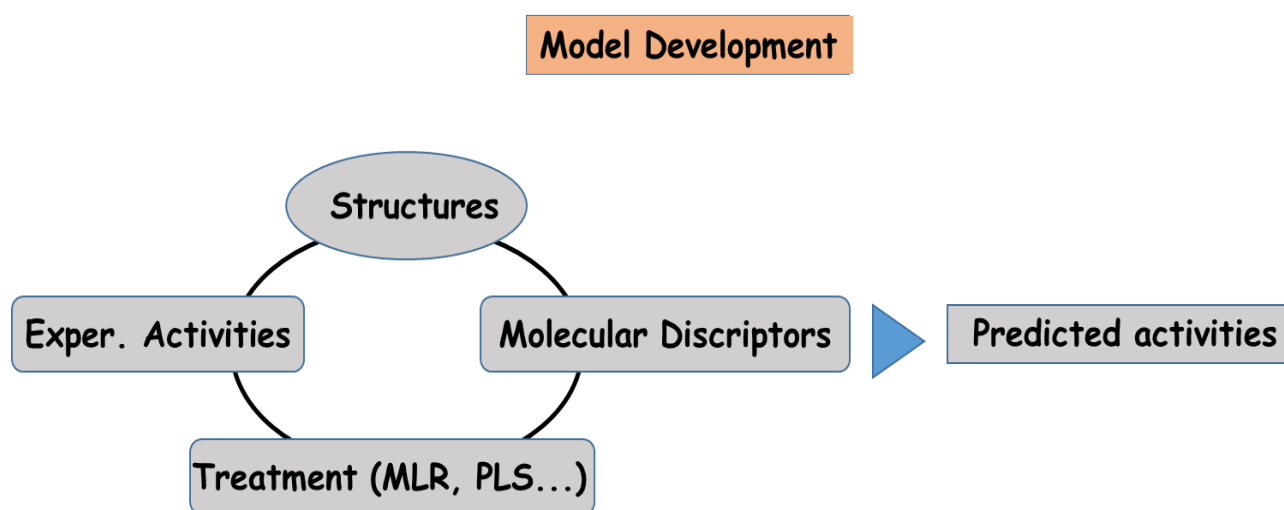 Model Development
Structures
Exper. Activities
Molecular Discriptors
Predicted activities
Treatment (MLR, PLS...)